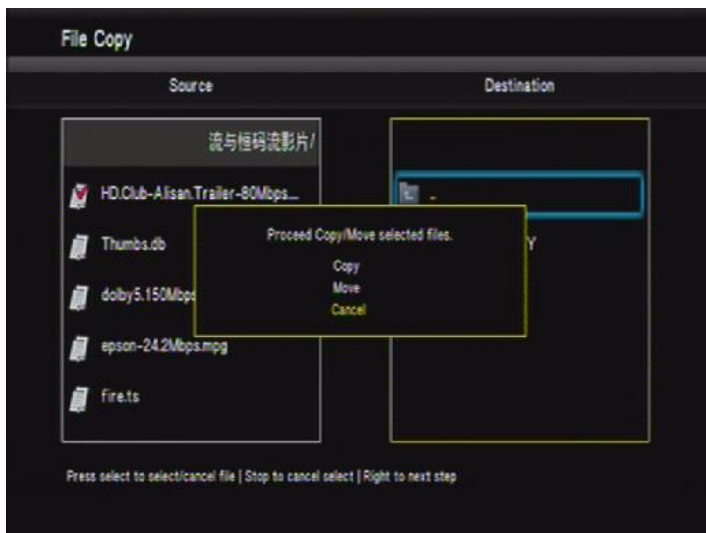 File Copy
Source
Destination
流与恒码流影片/
HD.Club-Alisan.Trailer-80Mbps...
Thumbs.db
dolby5.150Mbps
epson-24.2Mbps.mpg
fire.ts
Proceed Copy/Move selected files.
Copy
Move
Cancel
Y
Press select to select/cancel file | Stop to cancel select | Right to next step